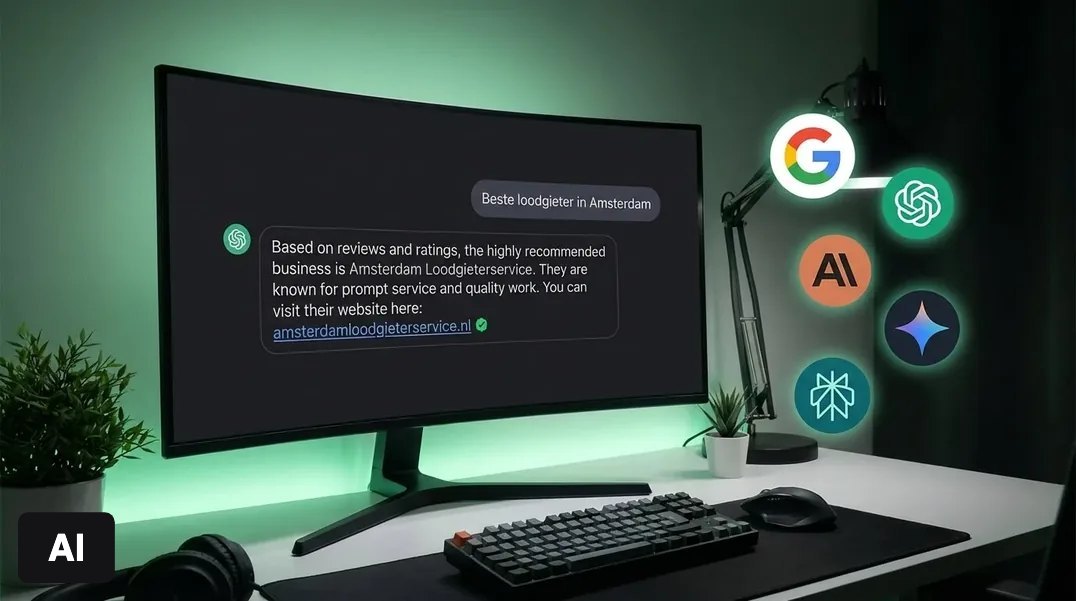 Beste loodgieter in Amsterdam
Based on reviews and ratings, the highly recommended
business is Amsterdam Loodgieterservice. They are
known for prompt service and quality work. You can
visit their website here:
amsterdamloodgieterservice.nl
G
AI
AI